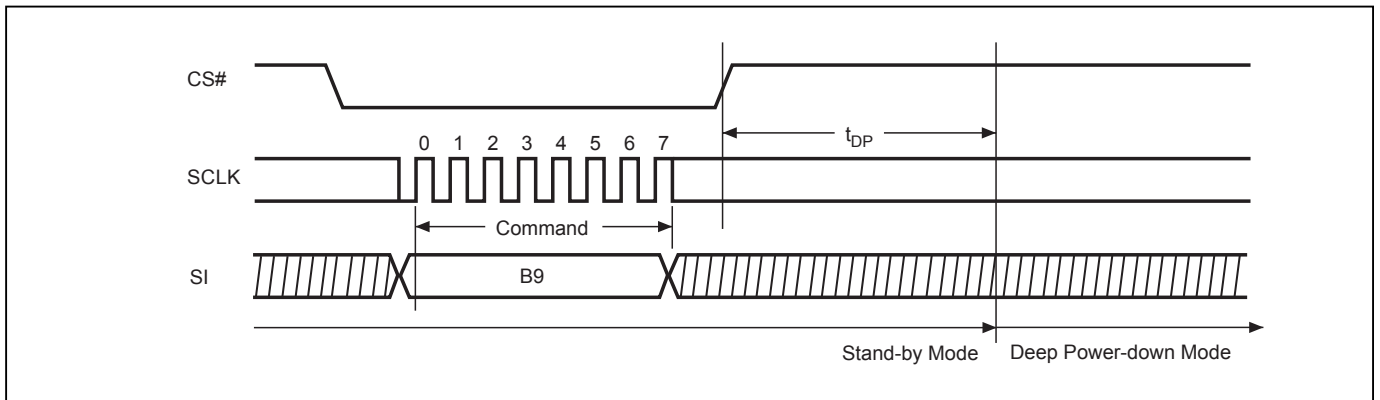 CS#
t_DP
0 1 2 3 4 5 6 7
SCLK
Command
SI
B9
Stand-by Mode
Deep Power-down Mode